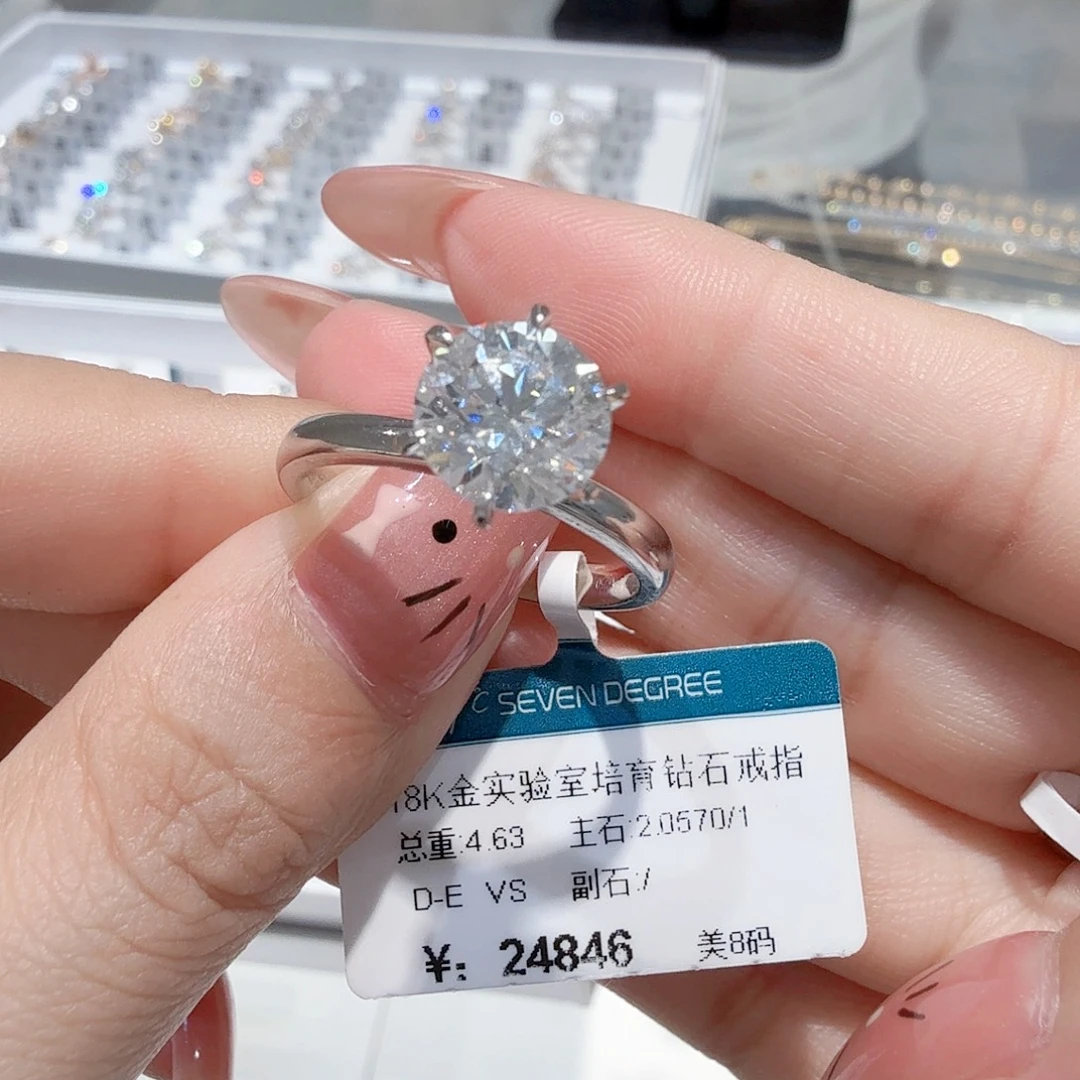 ℃ SEVEN DEGREE
18K金实验室培育钻石戒指
总重:4.63 主石:2.0570/1
D-E VS 副石:/
¥: 24846 美8码